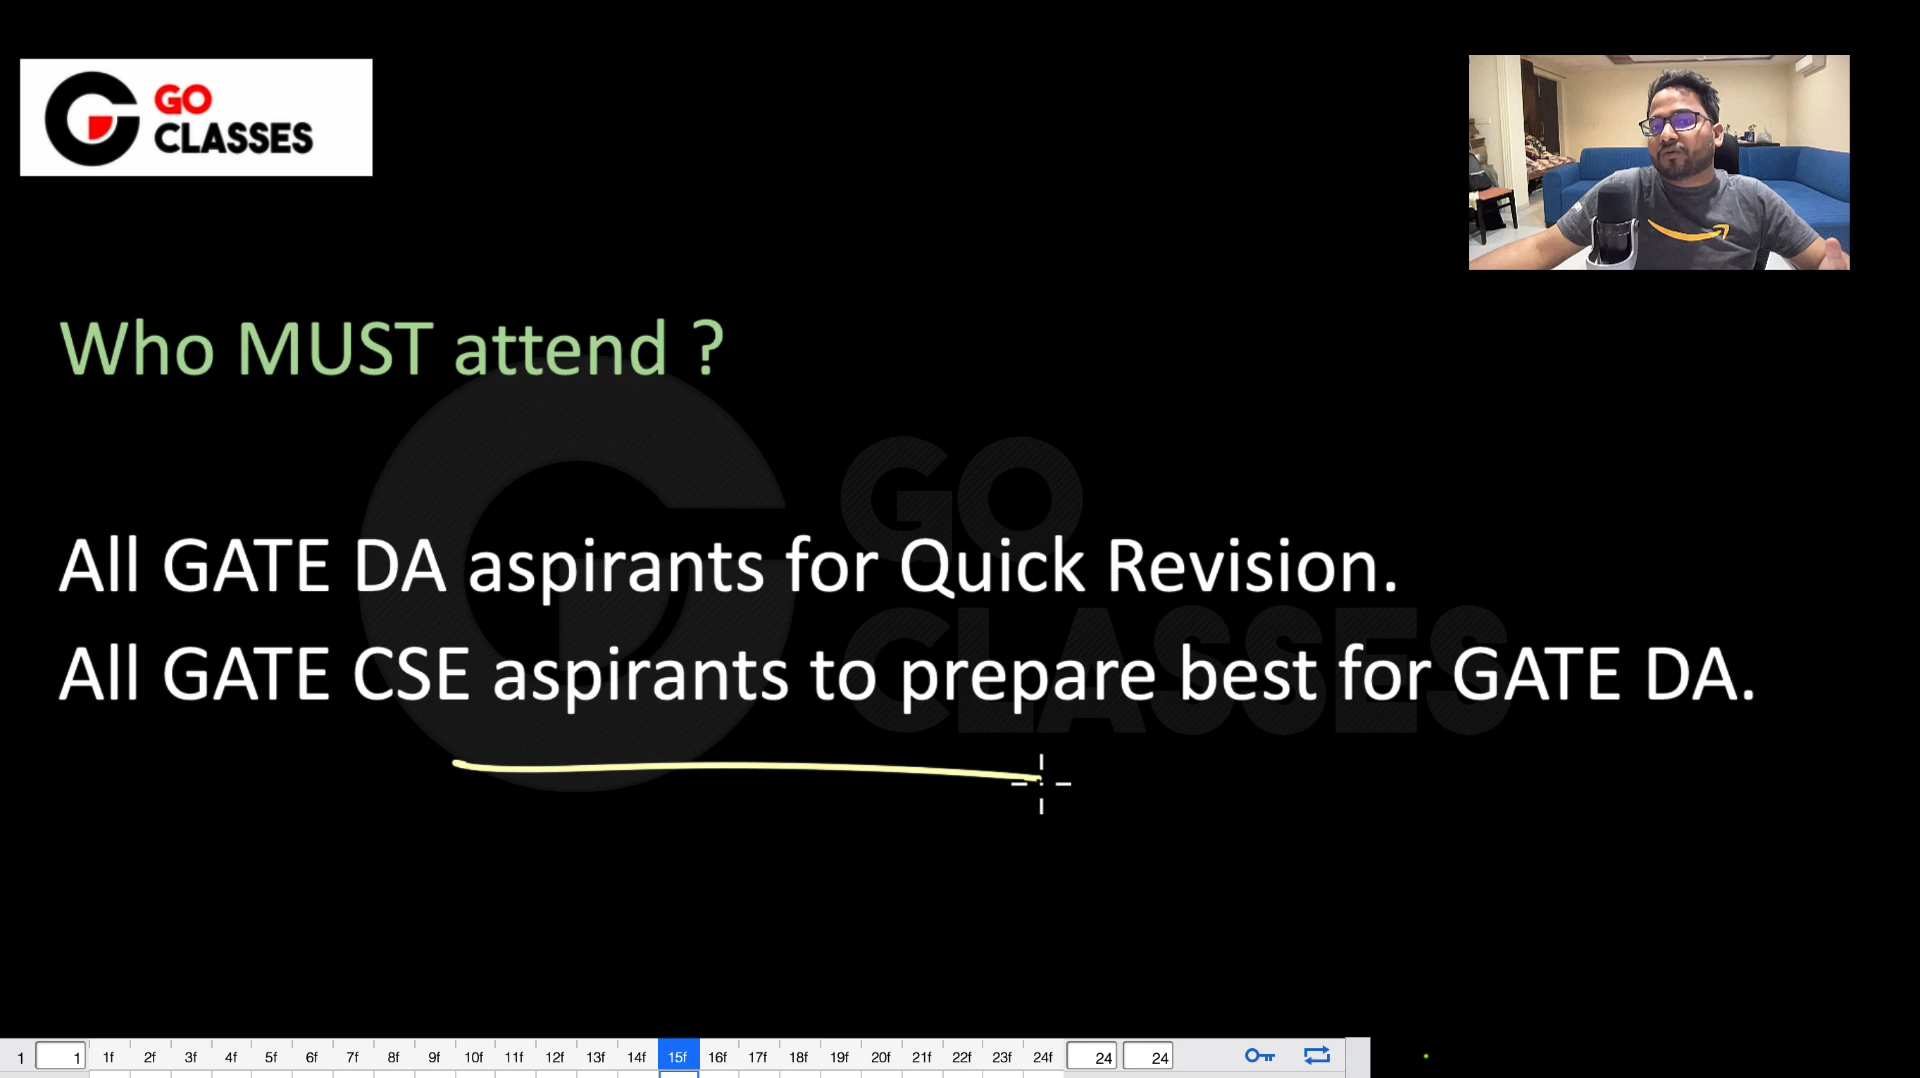 GO
CLASSES
Who MUST attend ?
GO
CLASSES
All GATE DA aspirants for Quick Revision.
All GATE CSE aspirants to prepare best for GATE DA.
1 1 1f 2f 3f 4f 5f 6f 7f 8f 9f 10f 11f 12f 13f 14f 15f 16f 17f 18f 19f 20f 21f 22f 23f 24f 24 24